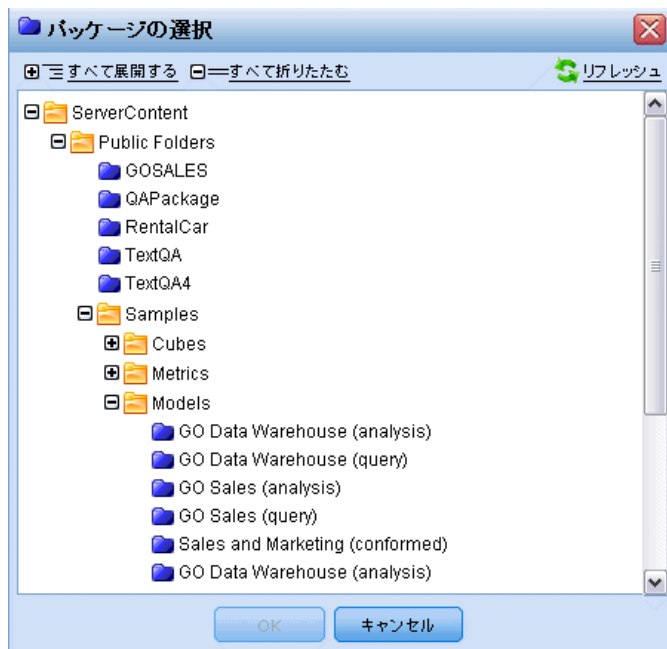 パッケージの選択
すべて展開する すべて折りたたむ リフレッシュ
ServerContent
Public Folders
GOSALES
QAPackage
RentalCar
TextQA
TextQA4
Samples
Cubes
Metrics
Models
GO Data Warehouse (analysis)
GO Data Warehouse (query)
GO Sales (analysis)
GO Sales (query)
Sales and Marketing (conformed)
GO Data Warehouse (analysis)
OK キャンセル